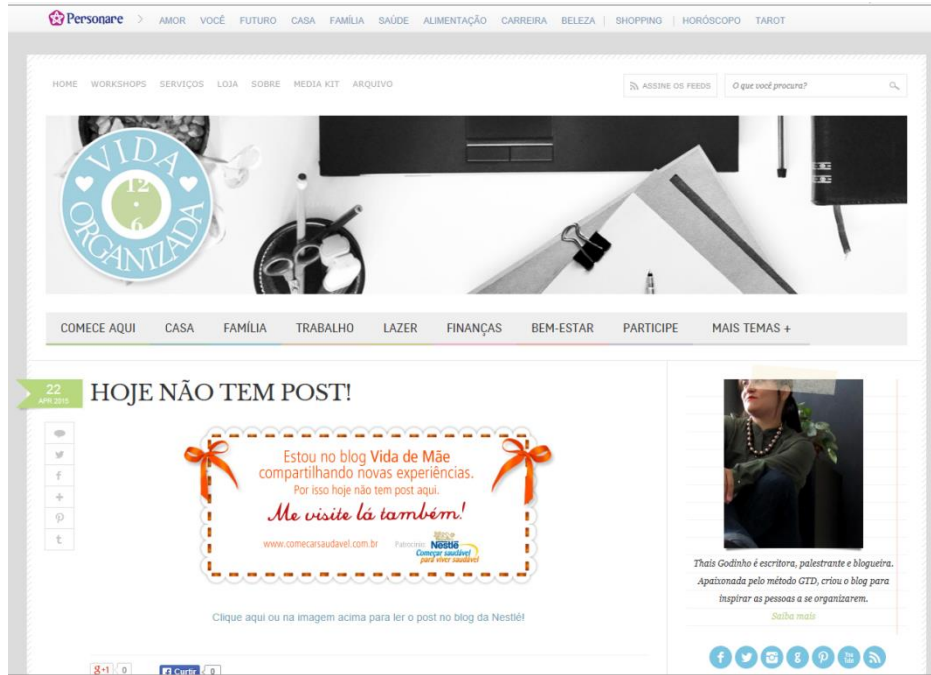 Personare
AMOR VOCÊ FUTURO CASA FAMÍLIA SAÚDE ALIMENTAÇÃO CARREIRA BELEZA | SHOPPING | HORÓSCOPO TAROT
HOME WORKSHOPS SERVIÇOS LOJA SOBRE MEDIA KIT ARQUIVO
ASSINE OS FEEDS
O que você procura?
VIDA
12
6
ORGANIZADA
COMECE AQUI CASA FAMÍLIA TRABALHO LAZER FINANÇAS BEM-ESTAR PARTICIPE MAIS TEMAS +
22
APR 2015
HOJE NÃO TEM POST!
Estou no blog Vida de Mãe
compartilhando novas experiências.
Por isso hoje não tem post aqui.
Me visite lá também!
www.comecarsaudavel.com.br
Patrocínio
Nestlé
Começar saudável
para viver saudável
Clique aqui ou na imagem acima para ler o post no blog da Nestlé!
g+1 0
Curtir 0
Thais Godinho é escritora, palestrante e blogueira.
Apaixonada pelo método GTD, criou o blog para
inspirar as pessoas a se organizarem.
Saiba mais